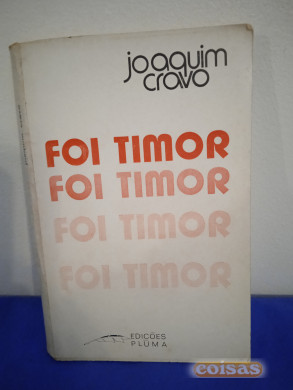 joaquim
cravo
FOI TIMOR
FOI TIMOR
FOI TIMOR
FOI TIMOR
EDIÇÕES
PLUMA
coisas